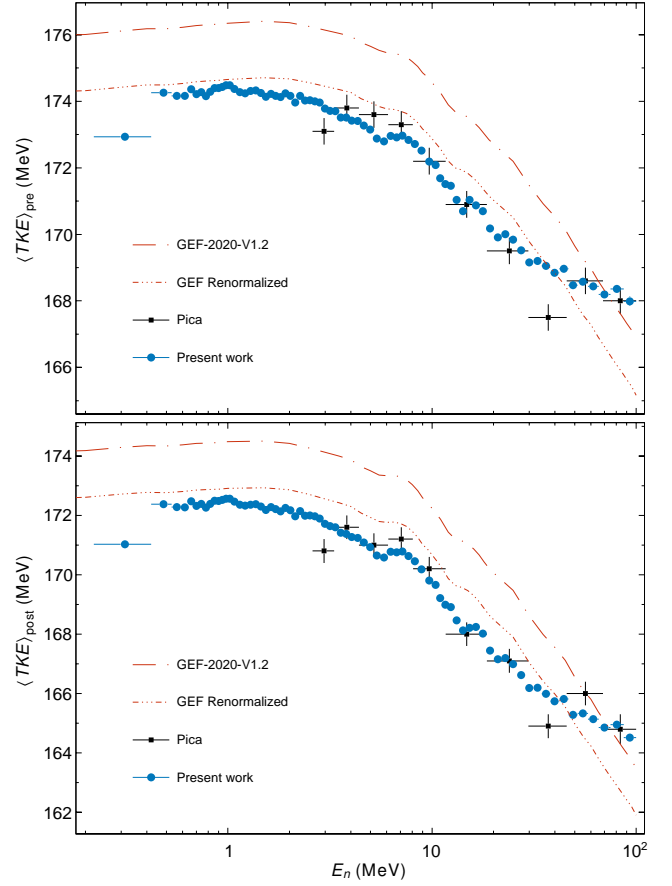 176
174
172
170
168
166
⟨TKE⟩pre (MeV)
GEF-2020-V1.2
GEF Renormalized
Pica
Present work
174
172
170
168
166
164
162
⟨TKE⟩post (MeV)
GEF-2020-V1.2
GEF Renormalized
Pica
Present work
1 10 10²
Eₙ (MeV)